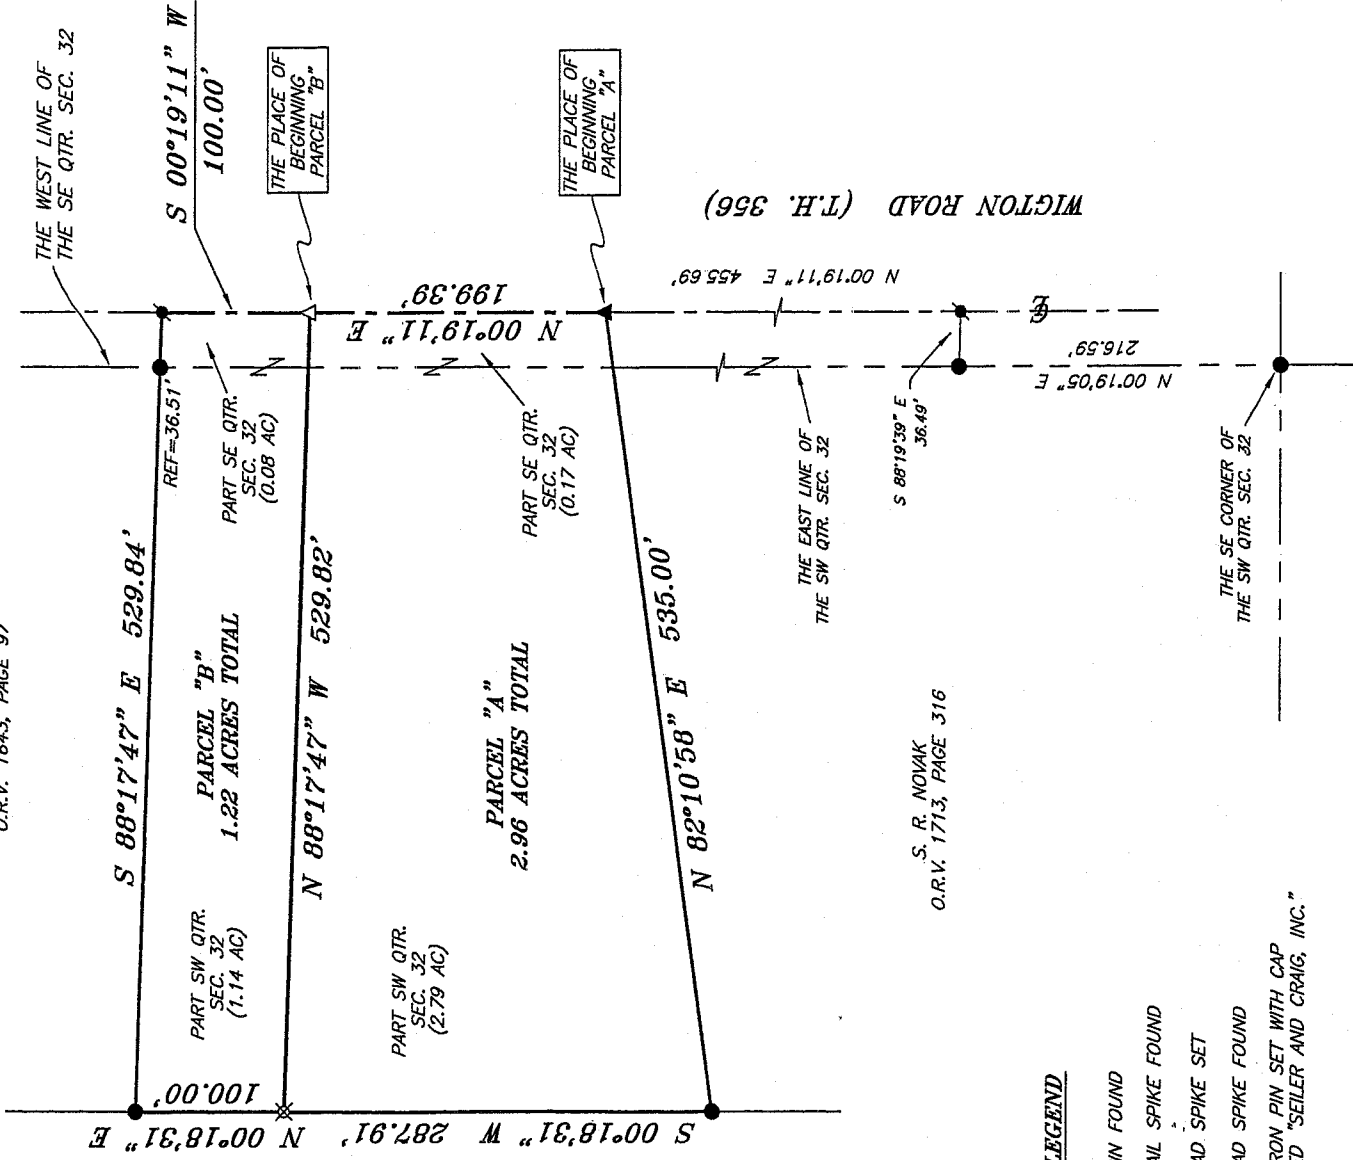 THE WEST LINE OF
THE SE QTR. SEC. 32
S 00°19'11" W
100.00'
THE PLACE OF
BEGINNING
PARCEL "B"
THE PLACE OF
BEGINNING
PARCEL "A"
WIGTON ROAD (T.H. 356)
N 00°19'11" E 455.69'
199.39'
N 00°19'11" E
216.59'
N 00°19'05" E
REF=36.51'
PART SE QTR.
SEC. 32
(0.08 AC)
PART SE QTR.
SEC. 32
(0.17 AC)
THE EAST LINE OF
THE SW QTR. SEC. 32
S 88°19'39" E
36.49'
THE SE CORNER OF
THE SW QTR. SEC. 32
O.R.V. 1643, PAGE 97
S 88°17'47" E 529.84'
PARCEL "B"
1.22 ACRES TOTAL
N 88°17'47" W 529.82'
PARCEL "A"
2.96 ACRES TOTAL
N 82°10'58" E 535.00'
S. R. NOVAK
O.R.V. 1713, PAGE 316
PART SW QTR.
SEC. 32
(1.14 AC)
PART SW QTR.
SEC. 32
(2.79 AC)
100.00'
N 00°18'31" E
S 00°18'31" W 287.91'
LEGEND
IN FOUND
AIL SPIKE FOUND
AD SPIKE SET
AD SPIKE FOUND
RON PIN SET WITH CAP
ED "SEILER AND CRAIG, INC."